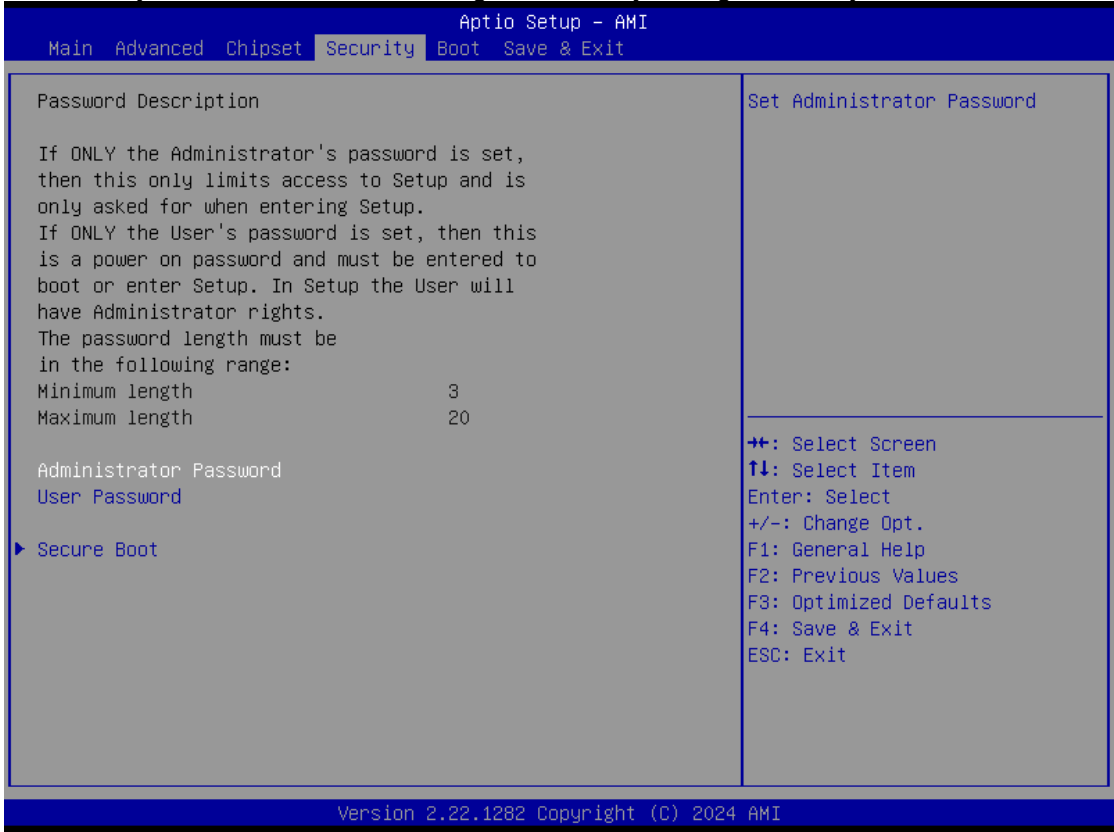 Aptio Setup – AMI
Main Advanced Chipset Security Boot Save & Exit
Password Description
If ONLY the Administrator's password is set,
then this only limits access to Setup and is
only asked for when entering Setup.
If ONLY the User's password is set, then this
is a power on password and must be entered to
boot or enter Setup. In Setup the User will
have Administrator rights.
The password length must be
in the following range:
Minimum length 3
Maximum length 20
Administrator Password
User Password
Secure Boot
Set Administrator Password
→←: Select Screen
↑↓: Select Item
Enter: Select
+/-: Change Opt.
F1: General Help
F2: Previous Values
F3: Optimized Defaults
F4: Save & Exit
ESC: Exit
Version 2.22.1282 Copyright (C) 2024 AMI